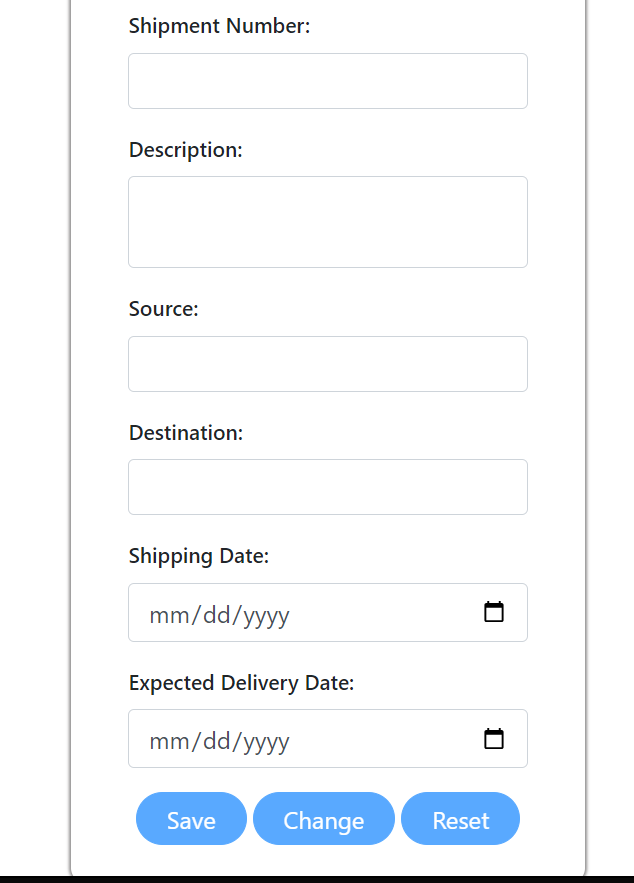 Shipment Number:
Description:
Source:
Destination:
Shipping Date:
mm/dd/yyyy
Expected Delivery Date:
mm/dd/yyyy
Save Change Reset